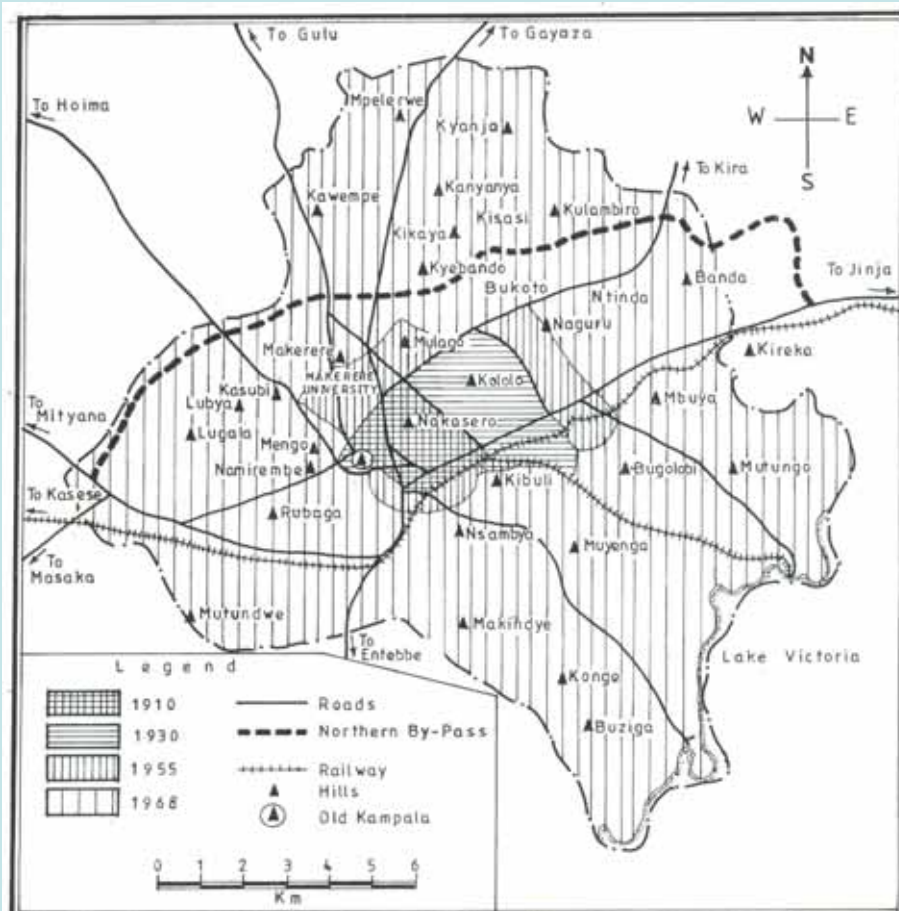 To Gulu
To Gayaza
N
W E
S
To Hoima
Mpelerwe
Kyanja
To Kira
Kanyanya
Kawempe
Kisasi
Kulambiro
Kikaya
Kyebando
To Jinja
Banda
Bukoto
Ntinda
Naguru
Mulago
Makerere
MAKERERE
UNIVERSITY
Kireka
Kololo
Kasubi
Lubya
Mbuya
To
Mityana
Nakasero
Lugala
Mengo
Namirembe
Bugolobi
Mutungo
Kibuli
To Kasese
Rubaga
Nsambya
Muyenga
To
Masaka
Mutundwe
Makindye
To
Entebbe
Lake Victoria
Konge
Buziga
Legend
1910
1930
1955
1968
Roads
Northern By-Pass
Railway
Hills
Old Kampala
0 1 2 3 4 5 6
Km